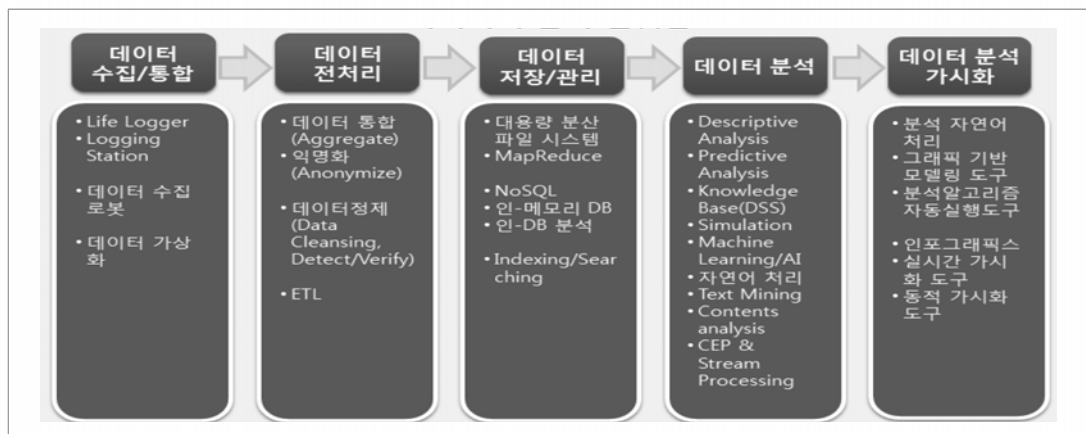 데이터
수집/통합
데이터
전처리
데이터
저장/관리
데이터 분석
데이터 분석
가시화
• Life Logger
• Logging
Station
• 데이터 수집
로봇
• 데이터 가상
화
• 데이터 통합
(Aggregate)
• 익명화
(Anonymize)
• 데이터정제
(Data
Cleansing,
Detect/Verify)
• ETL
• 대용량 분산
파일 시스템
• MapReduce
• NoSQL
• 인-메모리 DB
• 인-DB 분석
• Indexing/Sear
ching
• Descriptive
Analysis
• Predictive
Analysis
• Knowledge
Base(DSS)
• Simulation
• Machine
Learning/AI
• 자연어 처리
• Text Mining
• Contents
analysis
• CEP &
Stream
Processing
• 분석 자연어
처리
• 그래픽 기반
모델링 도구
• 분석알고리즘
자동실행도구
• 인포그래픽스
• 실시간 가시
화 도구
• 동적 가시화
도구